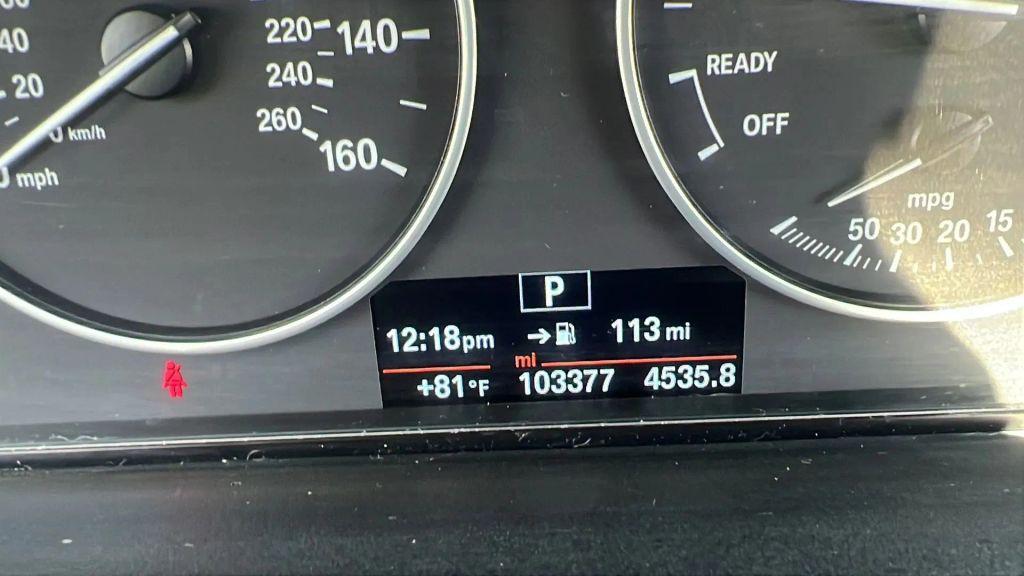 20
km/h
mph
220 140
240
260
160
READY
OFF
mpg
50 30 20 15
P
12:18pm → 113 mi
mi
+81°F 103377 4535.8